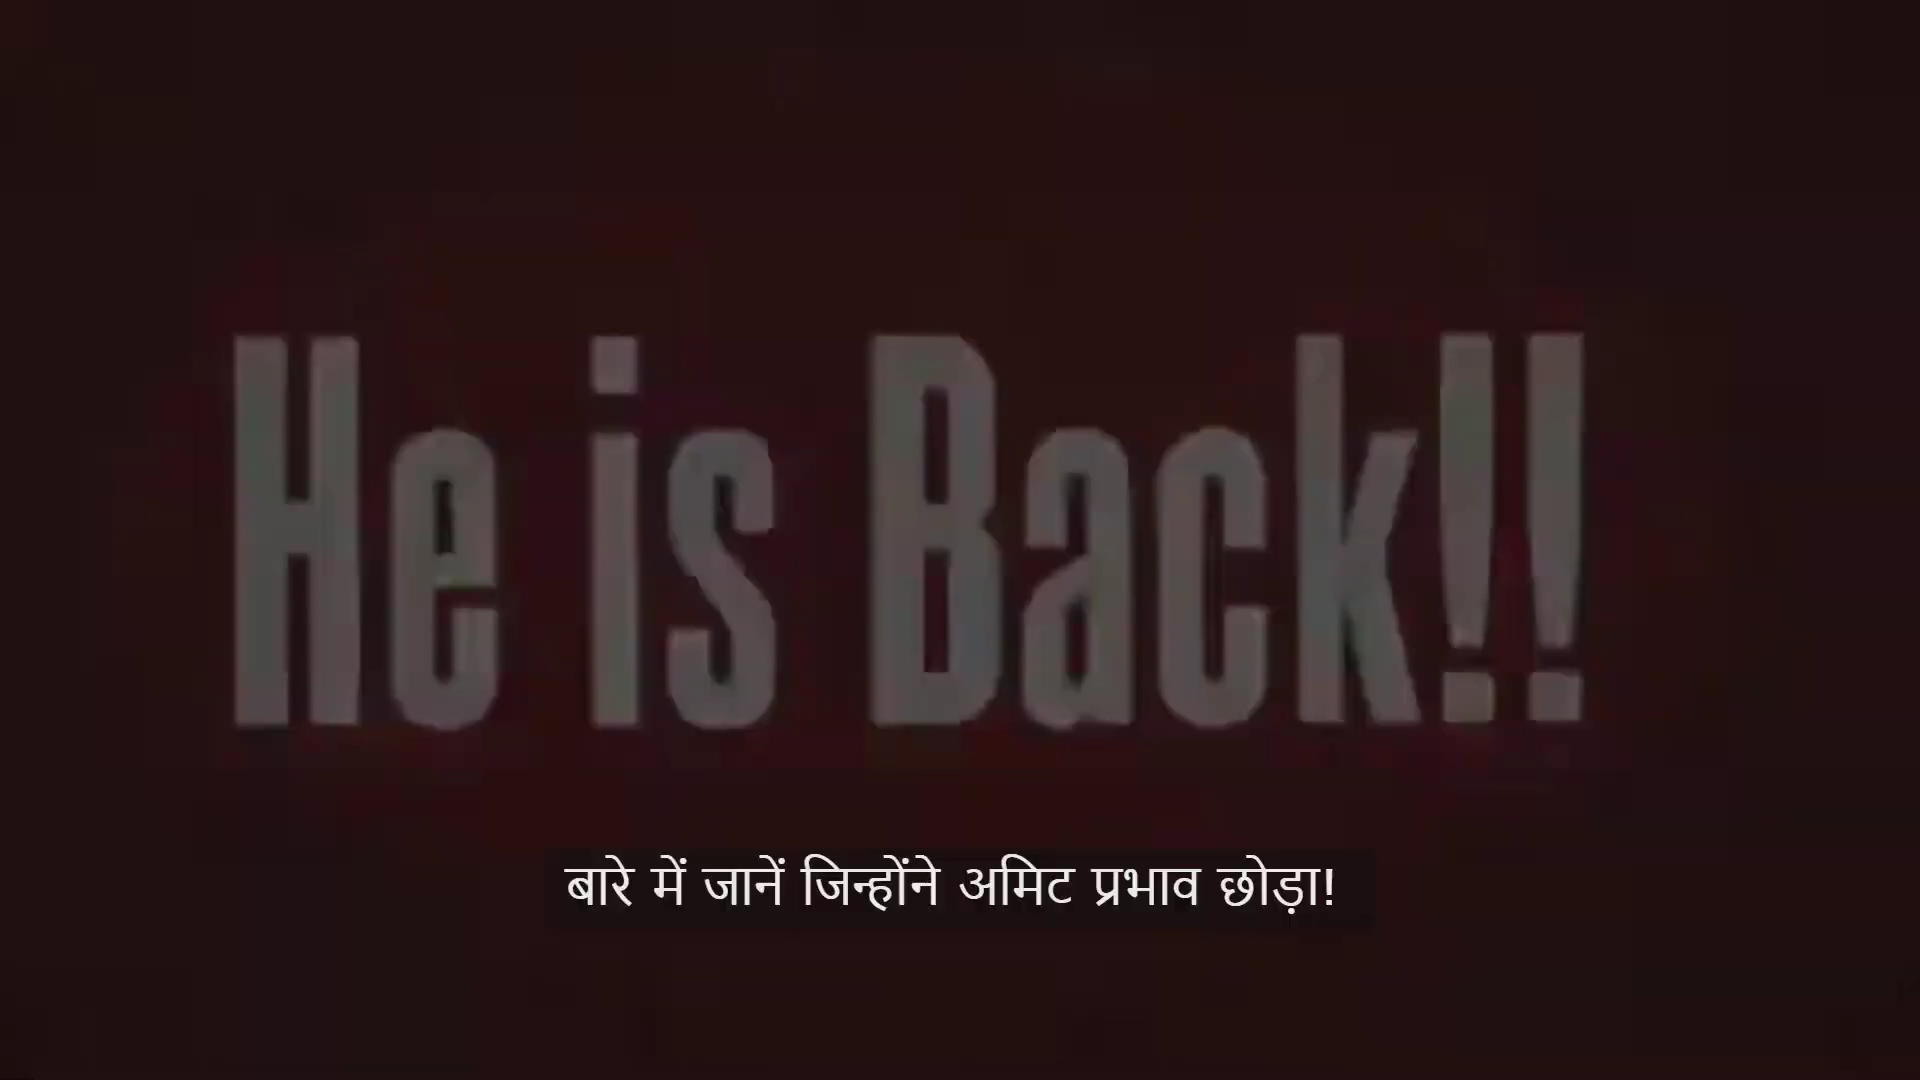 He is Back!!
बारे में जानें जिन्होंने अमिट प्रभाव छोड़ा!